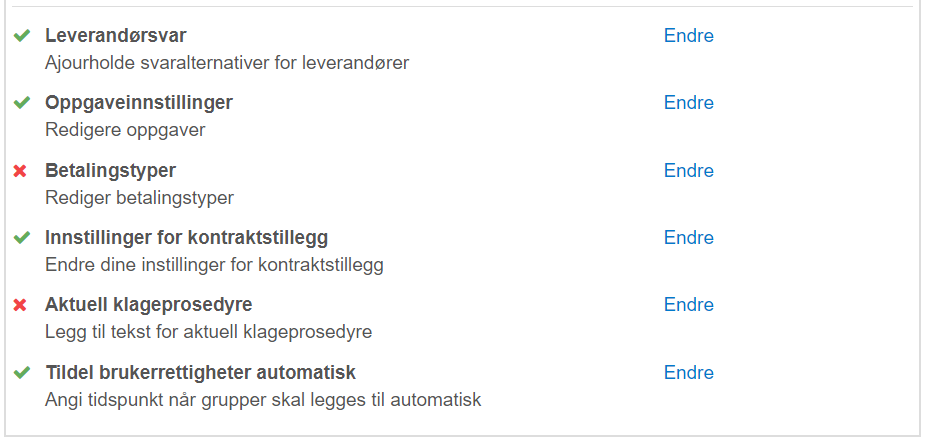 Leverandørsvar Endre
Ajourholde svaralternativer for leverandører
Oppgaveinnstillinger Endre
Redigere oppgaver
Betalingstyper Endre
Rediger betalingstyper
Innstillinger for kontraktstillegg Endre
Endre dine instillinger for kontraktstillegg
Aktuell klageprosedyre Endre
Legg til tekst for aktuell klageprosedyre
Tildel brukerrettigheter automatisk Endre
Angi tidspunkt når grupper skal legges til automatisk